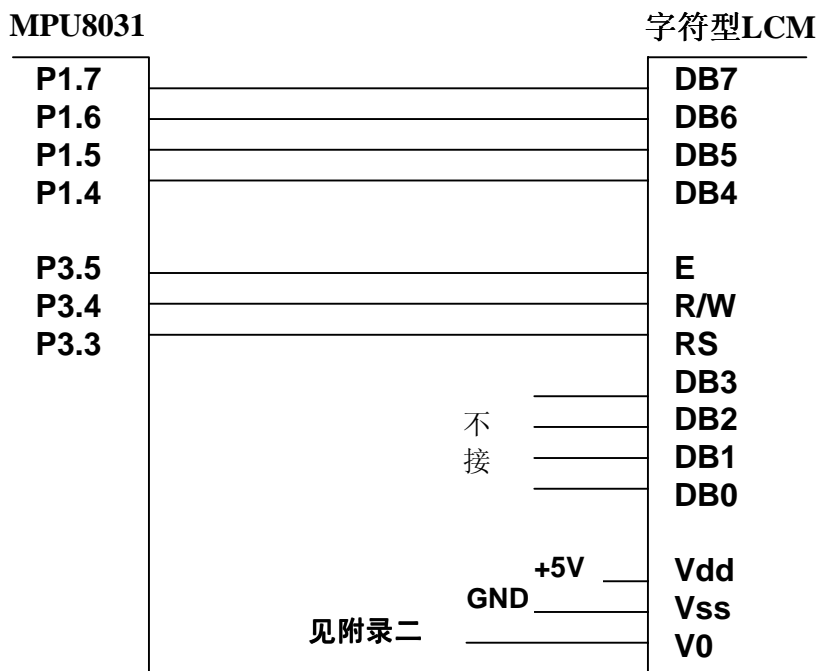 MPU8031 字符型LCM
P1.7 DB7
P1.6 DB6
P1.5 DB5
P1.4 DB4
P3.5 E
P3.4 R/W
P3.3 RS
DB3
不 DB2
接 DB1
DB0
+5V Vdd
GND Vss
见附录二 V0